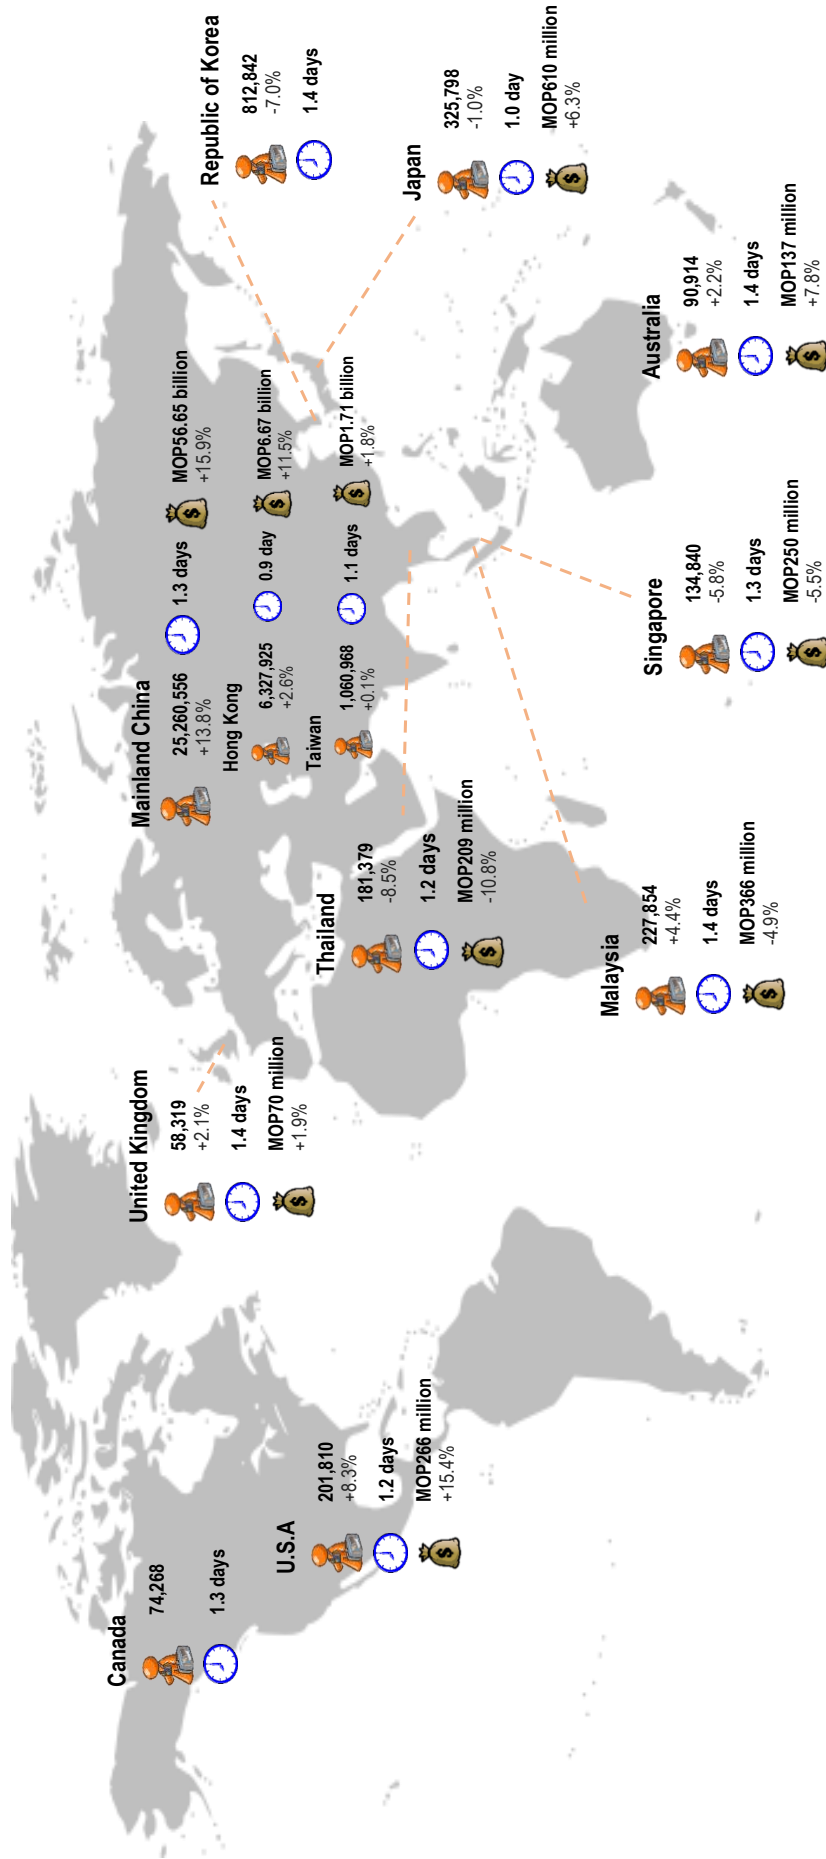 Canada
74,268
1.3 days
U.S.A
201,810
+8.3%
1.2 days
MOP266 million
+15.4%
United Kingdom
58,319
+2.1%
1.4 days
MOP70 million
+1.9%
Thailand
181,379
-8.5%
1.2 days
MOP209 million
-10.8%
Malaysia
227,854
+4.4%
1.4 days
MOP366 million
-4.9%
Mainland China
25,260,556
+13.8%
1.3 days
MOP56.65 billion
+15.9%
Hong Kong
6,327,925
+2.6%
0.9 day
MOP6.67 billion
+11.5%
Taiwan
1,060,968
+0.1%
1.1 days
MOP1.71 billion
+1.8%
Singapore
134,840
-5.8%
1.3 days
MOP250 million
-5.5%
Australia
90,914
+2.2%
1.4 days
MOP137 million
+7.8%
Republic of Korea
812,842
-7.0%
1.4 days
Japan
325,798
-1.0%
1.0 day
MOP610 million
+6.3%